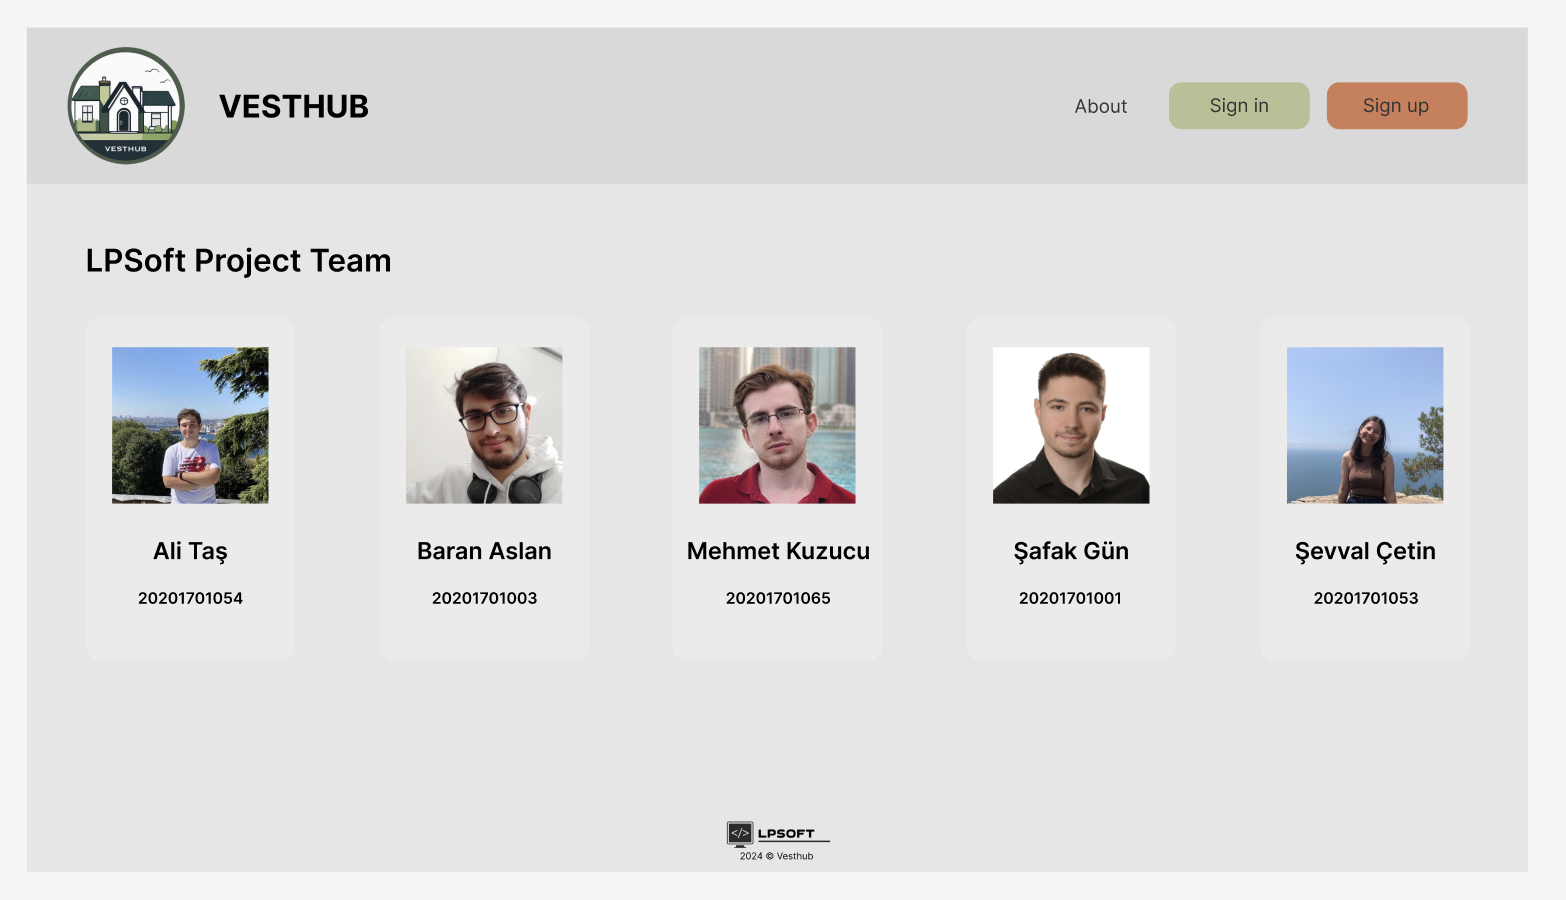 VESTHUB
VESTHUB
About
Sign in
Sign up
LPSoft Project Team
Ali Taş
20201701054
Baran Aslan
20201701003
Mehmet Kuzucu
20201701065
Şafak Gün
20201701001
Şevval Çetin
20201701053
</> LPSOFT
2024 © Vesthub